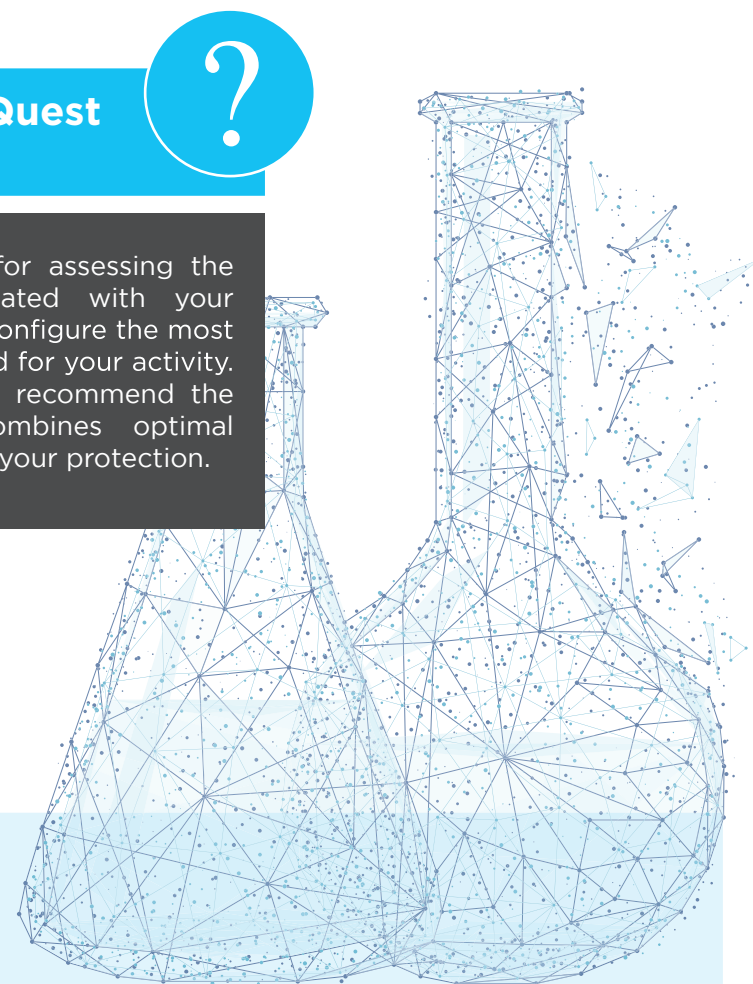 Quest
?
for assessing the
ated with your
onfigure the most
d for your activity.
recommend the
ombines optimal
your protection.